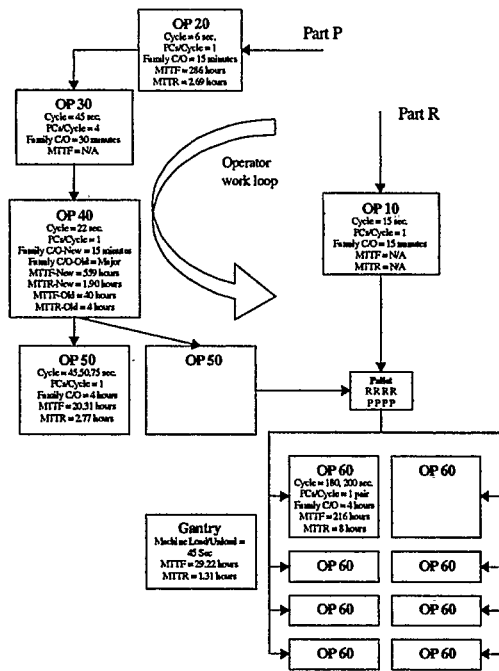 OP 20
Cycle = 6 sec.
PCs/Cycle = 1
Family C/O = 15 minutes
MTTF = 286 hours
MTTR = 2.69 hours
Part P
OP 30
Cycle = 45 sec.
PCs/Cycle = 4
Family C/O = 30 minutes
MTTF = N/A
Part R
Operator
work loop
OP 40
Cycle = 22 sec.
PCs/Cycle = 1
Family C/O-New = 15 minutes
Family C/O-Old = Major
MTTF-New = 559 hours
MTTR-New = 1.90 hours
MTTF-Old = 40 hours
MTTR-Old = 4 hours
OP 10
Cycle = 15 sec.
PCs/Cycle = 1
Family C/O = 15 minutes
MTTF = N/A
MTTR = N/A
OP 50
Cycle = 45,50,75 sec.
PCs/Cycle = 1
Family C/O = 4 hours
MTTF = 20.31 hours
MTTR = 2.77 hours
OP 50
Pallet
RRRR
PPPP
OP 60
Cycle = 180, 200 sec.
PCs/Cycle = 1 pair
Family C/O = 4 hours
MTTF = 216 hours
MTTR = 8 hours
OP 60
Gantry
Machine Load/Unload =
45 Sec
MTTF = 29.22 hours
MTTR = 1.31 hours
OP 60
OP 60
OP 60
OP 60
OP 60
OP 60